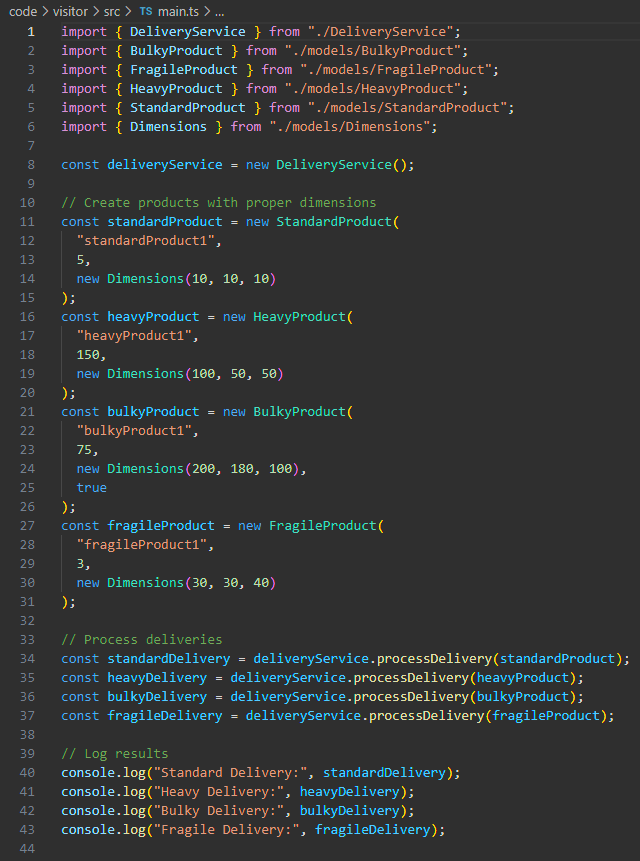 code > visitor > src > TS main.ts > ...
1 import { DeliveryService } from "./DeliveryService";
2 import { BulkyProduct } from "./models/BulkyProduct";
3 import { FragileProduct } from "./models/FragileProduct";
4 import { HeavyProduct } from "./models/HeavyProduct";
5 import { StandardProduct } from "./models/StandardProduct";
6 import { Dimensions } from "./models/Dimensions";
7
8 const deliveryService = new DeliveryService();
9
10 // Create products with proper dimensions
11 const standardProduct = new StandardProduct(
12   "standardProduct1",
13   5,
14   new Dimensions(10, 10, 10)
15 );
16 const heavyProduct = new HeavyProduct(
17   "heavyProduct1",
18   150,
19   new Dimensions(100, 50, 50)
20 );
21 const bulkyProduct = new BulkyProduct(
22   "bulkyProduct1",
23   75,
24   new Dimensions(200, 180, 100),
25   true
26 );
27 const fragileProduct = new FragileProduct(
28   "fragileProduct1",
29   3,
30   new Dimensions(30, 30, 40)
31 );
32
33 // Process deliveries
34 const standardDelivery = deliveryService.processDelivery(standardProduct);
35 const heavyDelivery = deliveryService.processDelivery(heavyProduct);
36 const bulkyDelivery = deliveryService.processDelivery(bulkyProduct);
37 const fragileDelivery = deliveryService.processDelivery(fragileProduct);
38
39 // Log results
40 console.log("Standard Delivery:", standardDelivery);
41 console.log("Heavy Delivery:", heavyDelivery);
42 console.log("Bulky Delivery:", bulkyDelivery);
43 console.log("Fragile Delivery:", fragileDelivery);
44